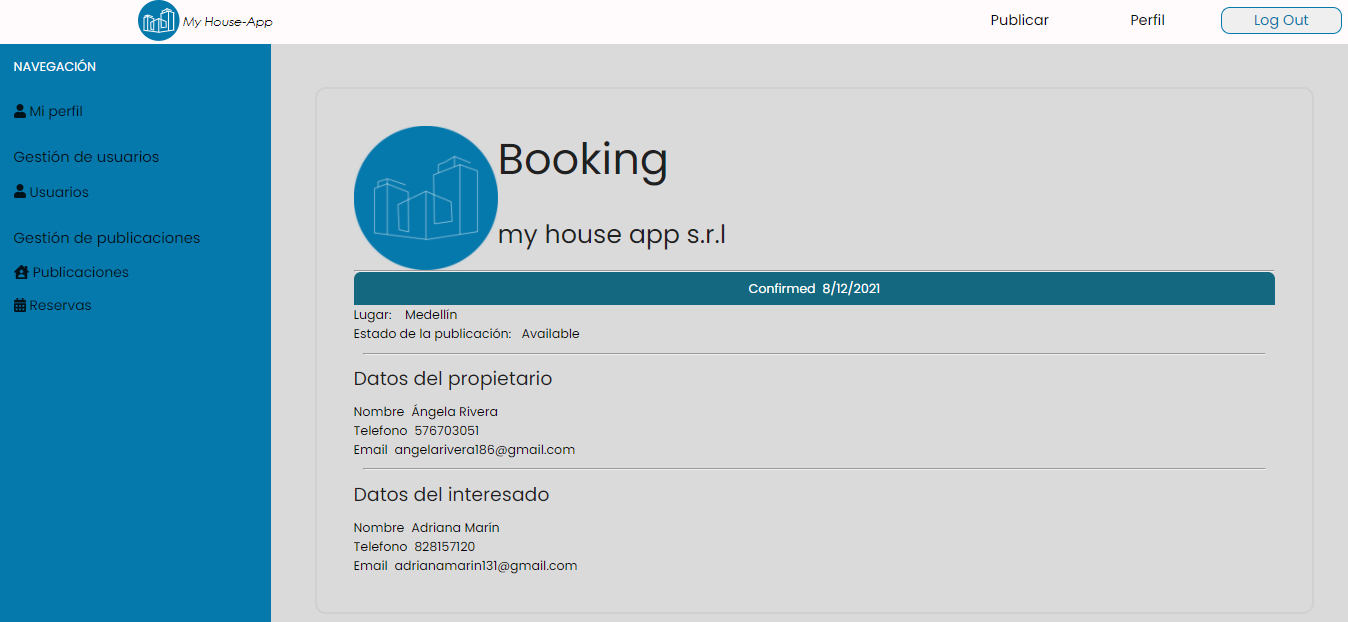 My House-App
Publicar
Perfil
Log Out
NAVEGACIÓN
Mi perfil
Gestión de usuarios
Usuarios
Gestión de publicaciones
Publicaciones
Reservas
Booking
my house app s.r.l
Confirmed 8/12/2021
Lugar: Medellín
Estado de la publicación: Available
Datos del propietario
Nombre Ángela Rivera
Telefono 576703051
Email angelarivera186@gmail.com
Datos del interesado
Nombre Adriana Marín
Telefono 828157120
Email adrianamarin131@gmail.com